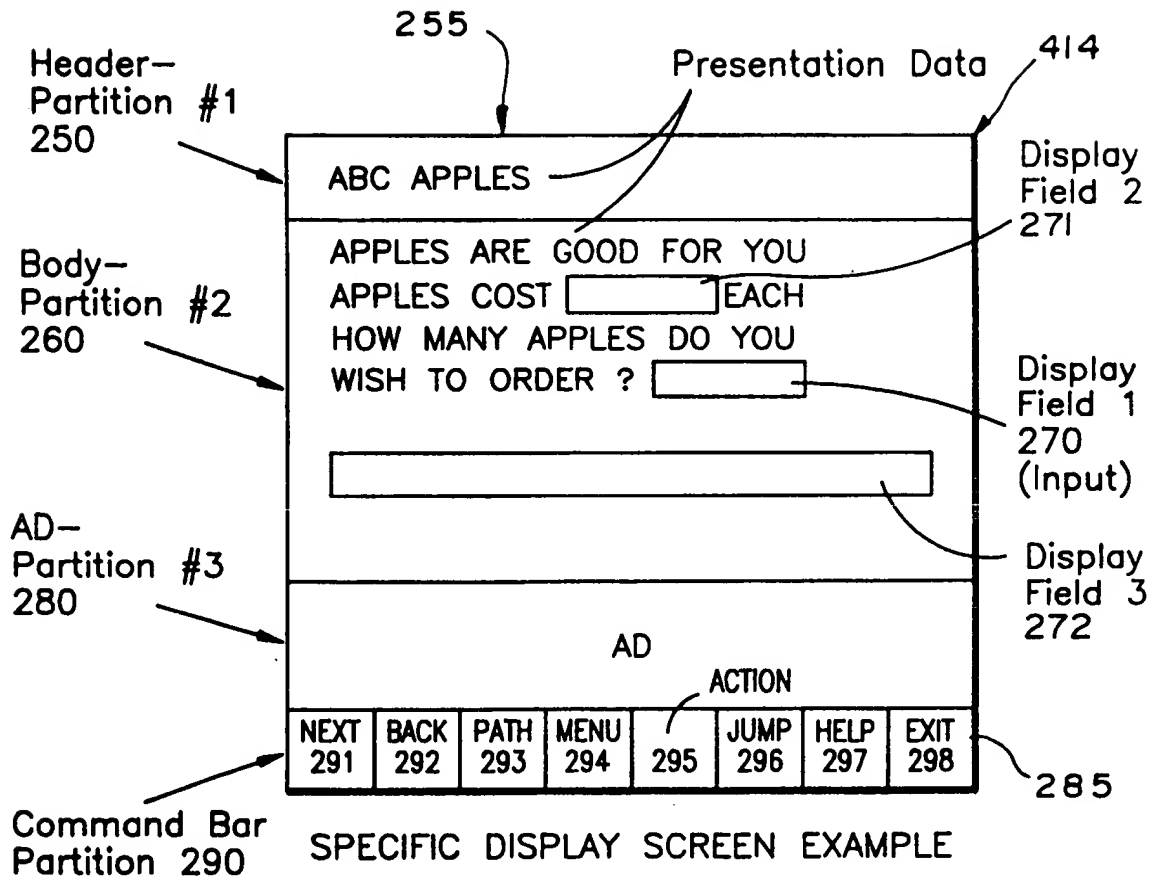 255
Header–
Partition #1
250
Presentation Data
414
ABC APPLES
Display
Field 2
271
Body–
Partition #2
260
APPLES ARE GOOD FOR YOU
APPLES COST EACH
HOW MANY APPLES DO YOU
WISH TO ORDER ?
Display
Field 1
270
(Input)
AD–
Partition #3
280
Display
Field 3
272
AD
ACTION
NEXT BACK PATH MENU JUMP HELP EXIT
291 292 293 294 295 296 297 298
285
Command Bar
Partition 290
SPECIFIC DISPLAY SCREEN EXAMPLE